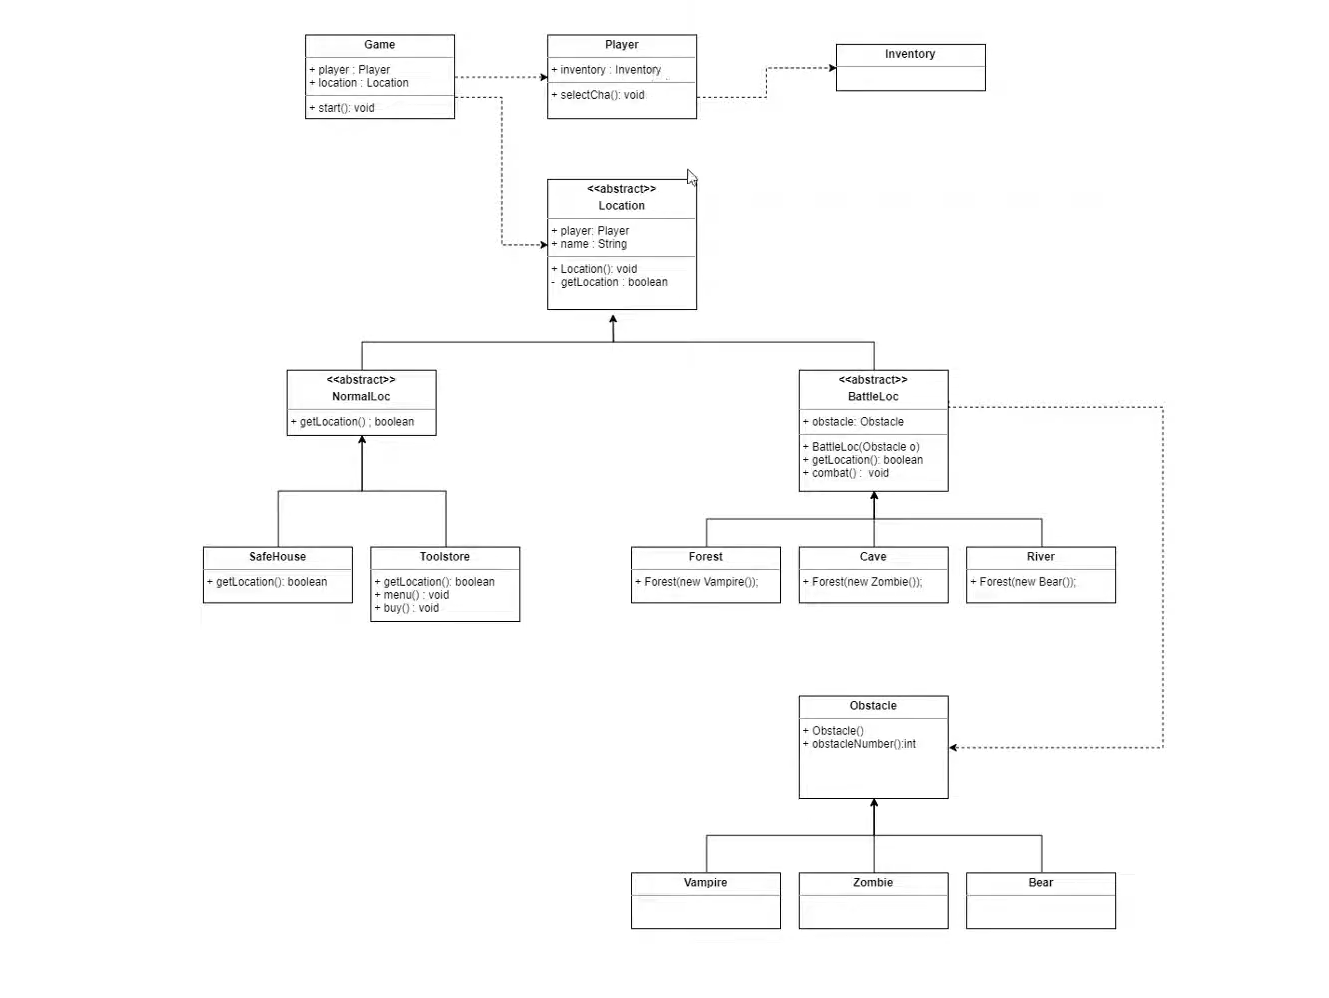 Game
+ player ; Player
+ location : Location
+ start(): void
Player
+ inventory : Inventory
+ selectCha(): void
Inventory
<<abstract>>
Location
+ player: Player
+ name : String
+ Location(): void
- getLocation : boolean
<<abstract>>
NormalLoc
+ getLocation() ; boolean
<<abstract>>
BattleLoc
+ obstacle: Obstacle
+ BattleLoc(Obstacle o)
+ getLocation(): boolean
+ combat() : void
SafeHouse
+ getLocation(): boolean
Toolstore
+ getLocation(): boolean
+ menu() : void
+ buy() : void
Forest
+ Forest(new Vampire());
Cave
+ Forest(new Zombie());
River
+ Forest(new Bear());
Obstacle
+ Obstacle()
+ obstacleNumber():int
Vampire
Zombie
Bear